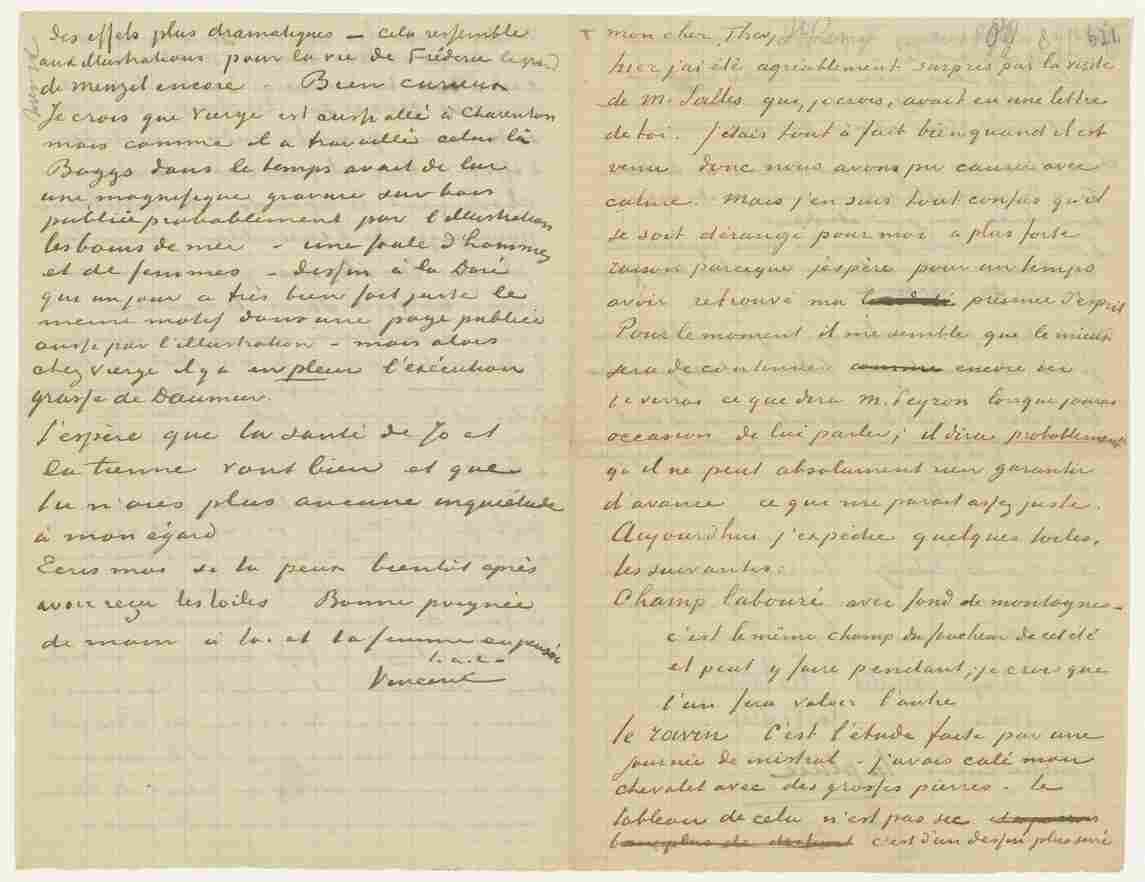 des effets plus dramatiques – cela ressemble
aux illustrations pour la vie de Fréderic le grand
de Menzel encore – Bien curieux
Je crois que Vierge est aussi allé à Charenton
mais comme il a travaillé celui là
Boggs dans le temps avait de lui
une magnifique gravure sur bois
publiée probablement par l'illustration
les bains de mer – une foule d'hommes
et de femmes – dessin à la Doré
qui un jour a très bien fait juste le
meme motif dans une page publiée
aussi par l'illustration – mais alors
chez Vierge il y a en plein l'exécution
grasse de Daumier.
J'espère que la santé de Jo et
la tienne vont bien et que
tu n'aies plus aucune inquiétude
à mon égard
Ecris moi si tu peux bientôt après
avoir reçu les toiles Bonne poignée
de main à toi et ta femme en pensée
t. à t.
Vincent
mon cher Theo,
621
hier j'ai été agréablement surpris par la visite
de M. Salles qui, je crois, avait eu une lettre
de toi. J'étais tout à fait bien quand il est
venu donc nous avons pu causer avec
calme. Mais j'en suis tout confus qu'il
se soit dérangé pour moi a plus forte
raison parceque j'espère pour un temps
avoir retrouvé ma présence d'esprit
Pour le moment il me semble que le mieux
sera de continuer comme encore ici
tu verras ce que dira M. Peyron lorsque j'aurai
occasion de lui parler; il dira probablement
qu'il ne peut absolument rien garantir
d'avance ce qui me parait assez juste.
Aujourd'hui j'expédie quelques toiles,
les suivantes:
Champ labouré avec fond de montagnes –
c'est le même champ du faucheur de cet été
et peut y faire pendant; je crois que
l'un fera valoir l'autre
Le ravin C'est l'étude faite par une
journée de mistral – j'avais calé mon
chevalet avec des grosses pierres – le
tableau de cela n'est pas sec
c'est d'un dessin plus serré